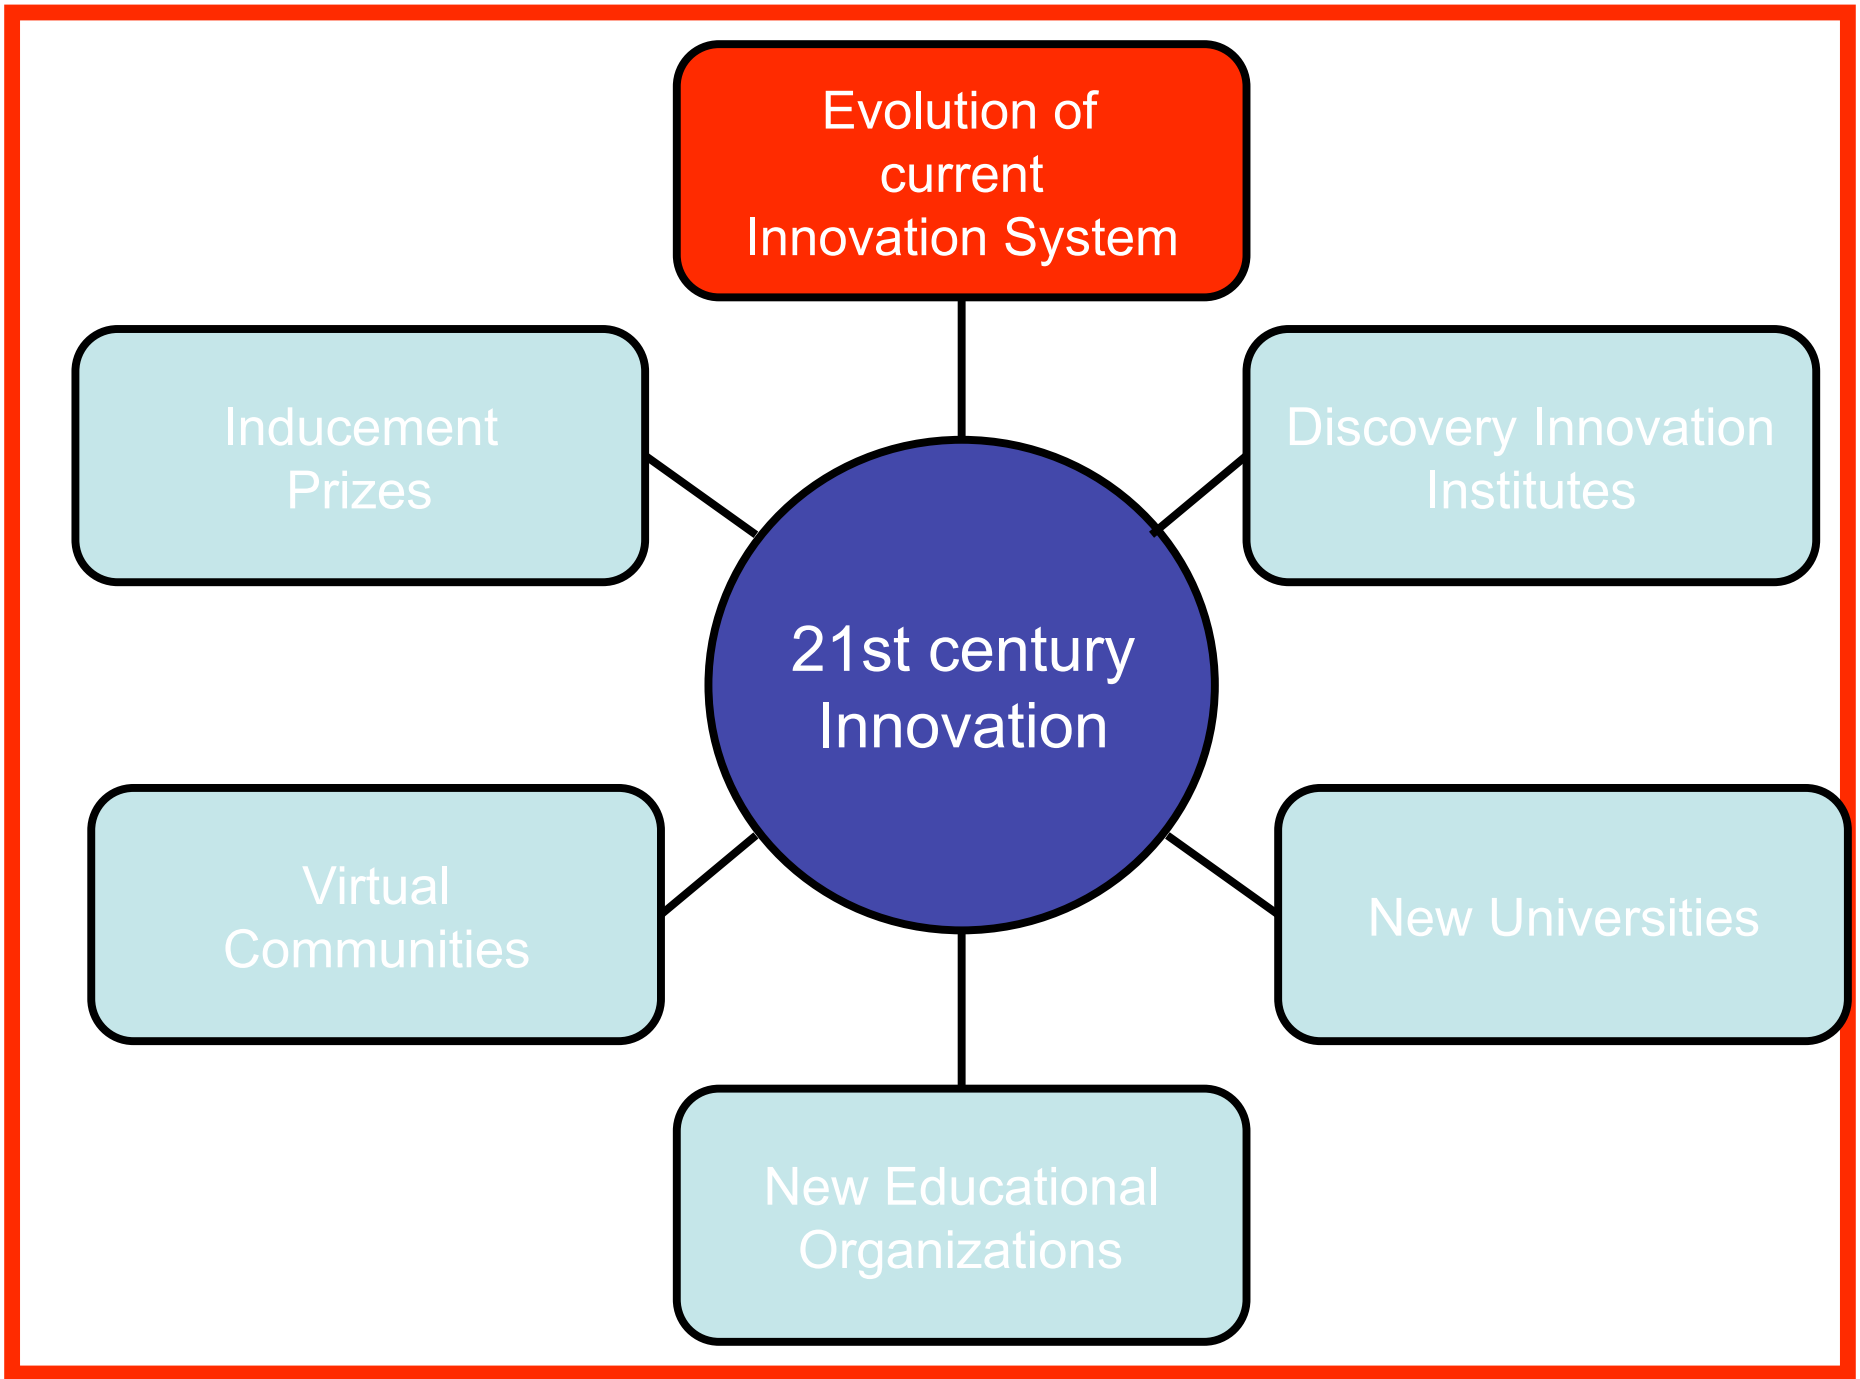 Evolution of
current
Innovation System
Inducement
Prizes
Discovery Innovation
Institutes
21st century
Innovation
Virtual
Communities
New Universities
New Educational
Organizations